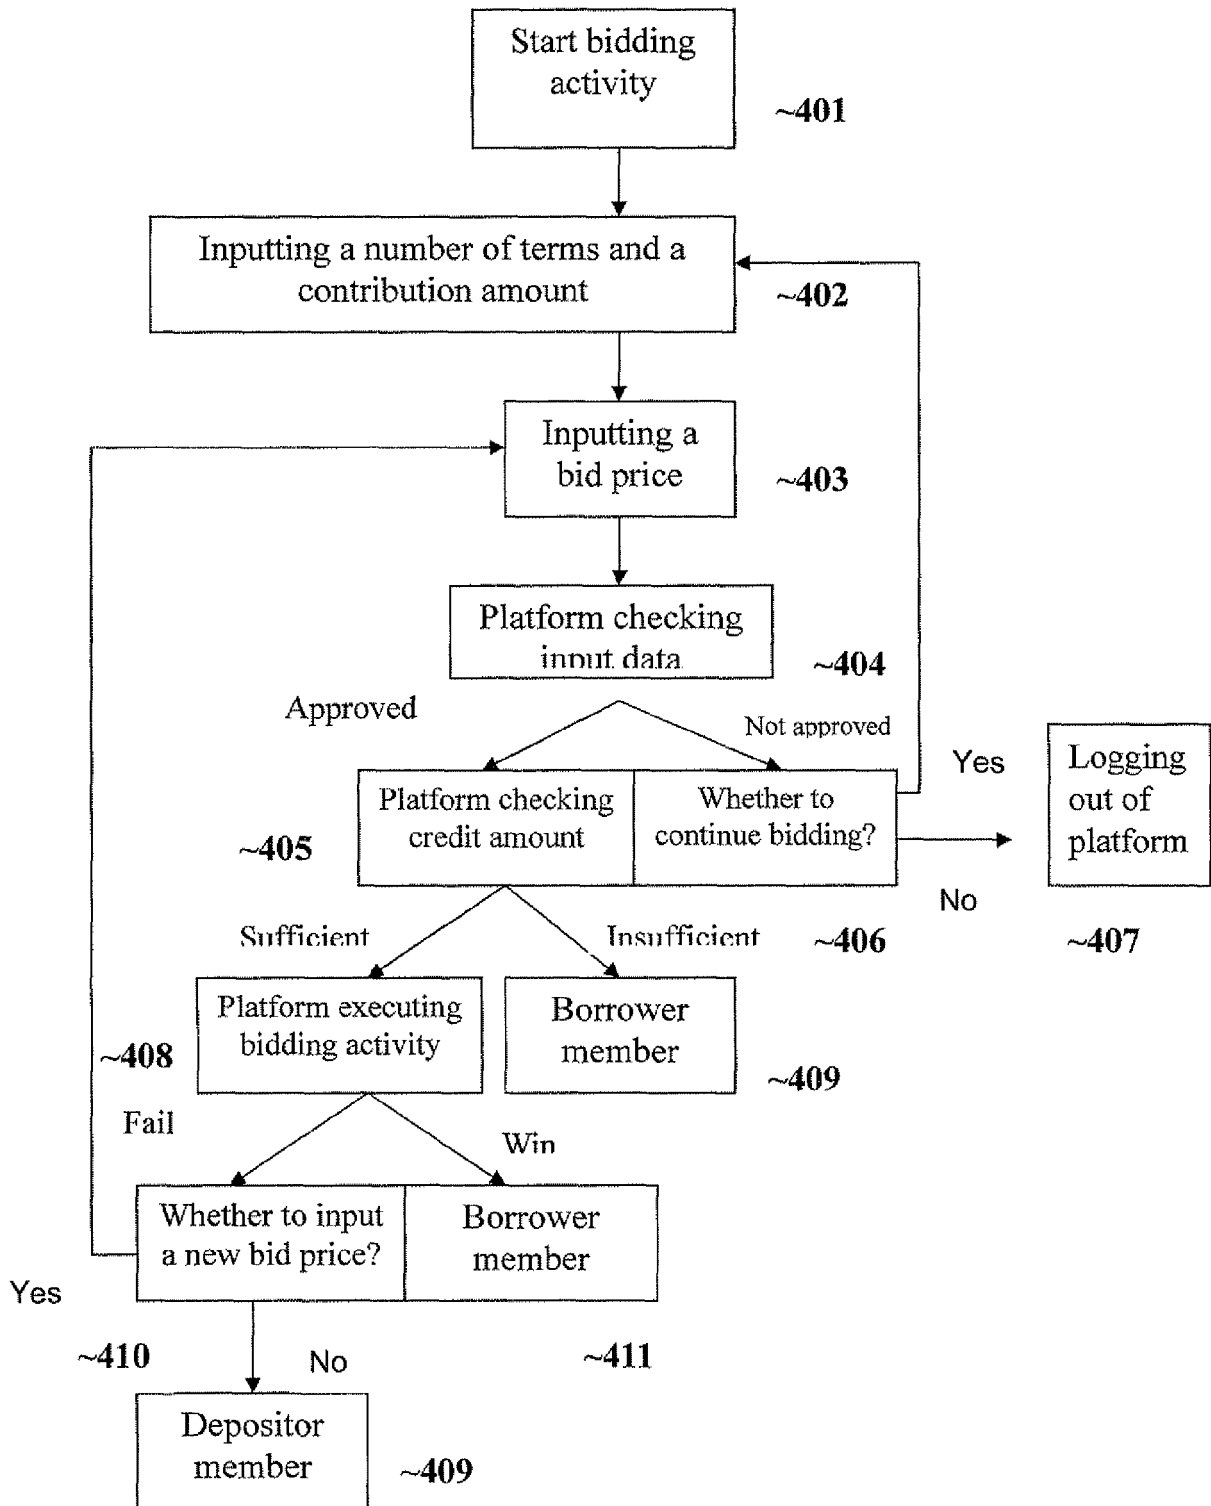 Start bidding
activity
~401
Inputting a number of terms and a
contribution amount
~402
Inputting a
bid price
~403
Platform checking
input data
~404
Approved
Not approved
Platform checking
credit amount
~405
Whether to
continue bidding?
~406
Yes
No
Logging
out of
platform
~407
Sufficient
Insufficient
Platform executing
bidding activity
~408
Borrower
member
~409
Fail
Win
Whether to input
a new bid price?
Yes
~410
No
Borrower
member
~411
Depositor
member
~409